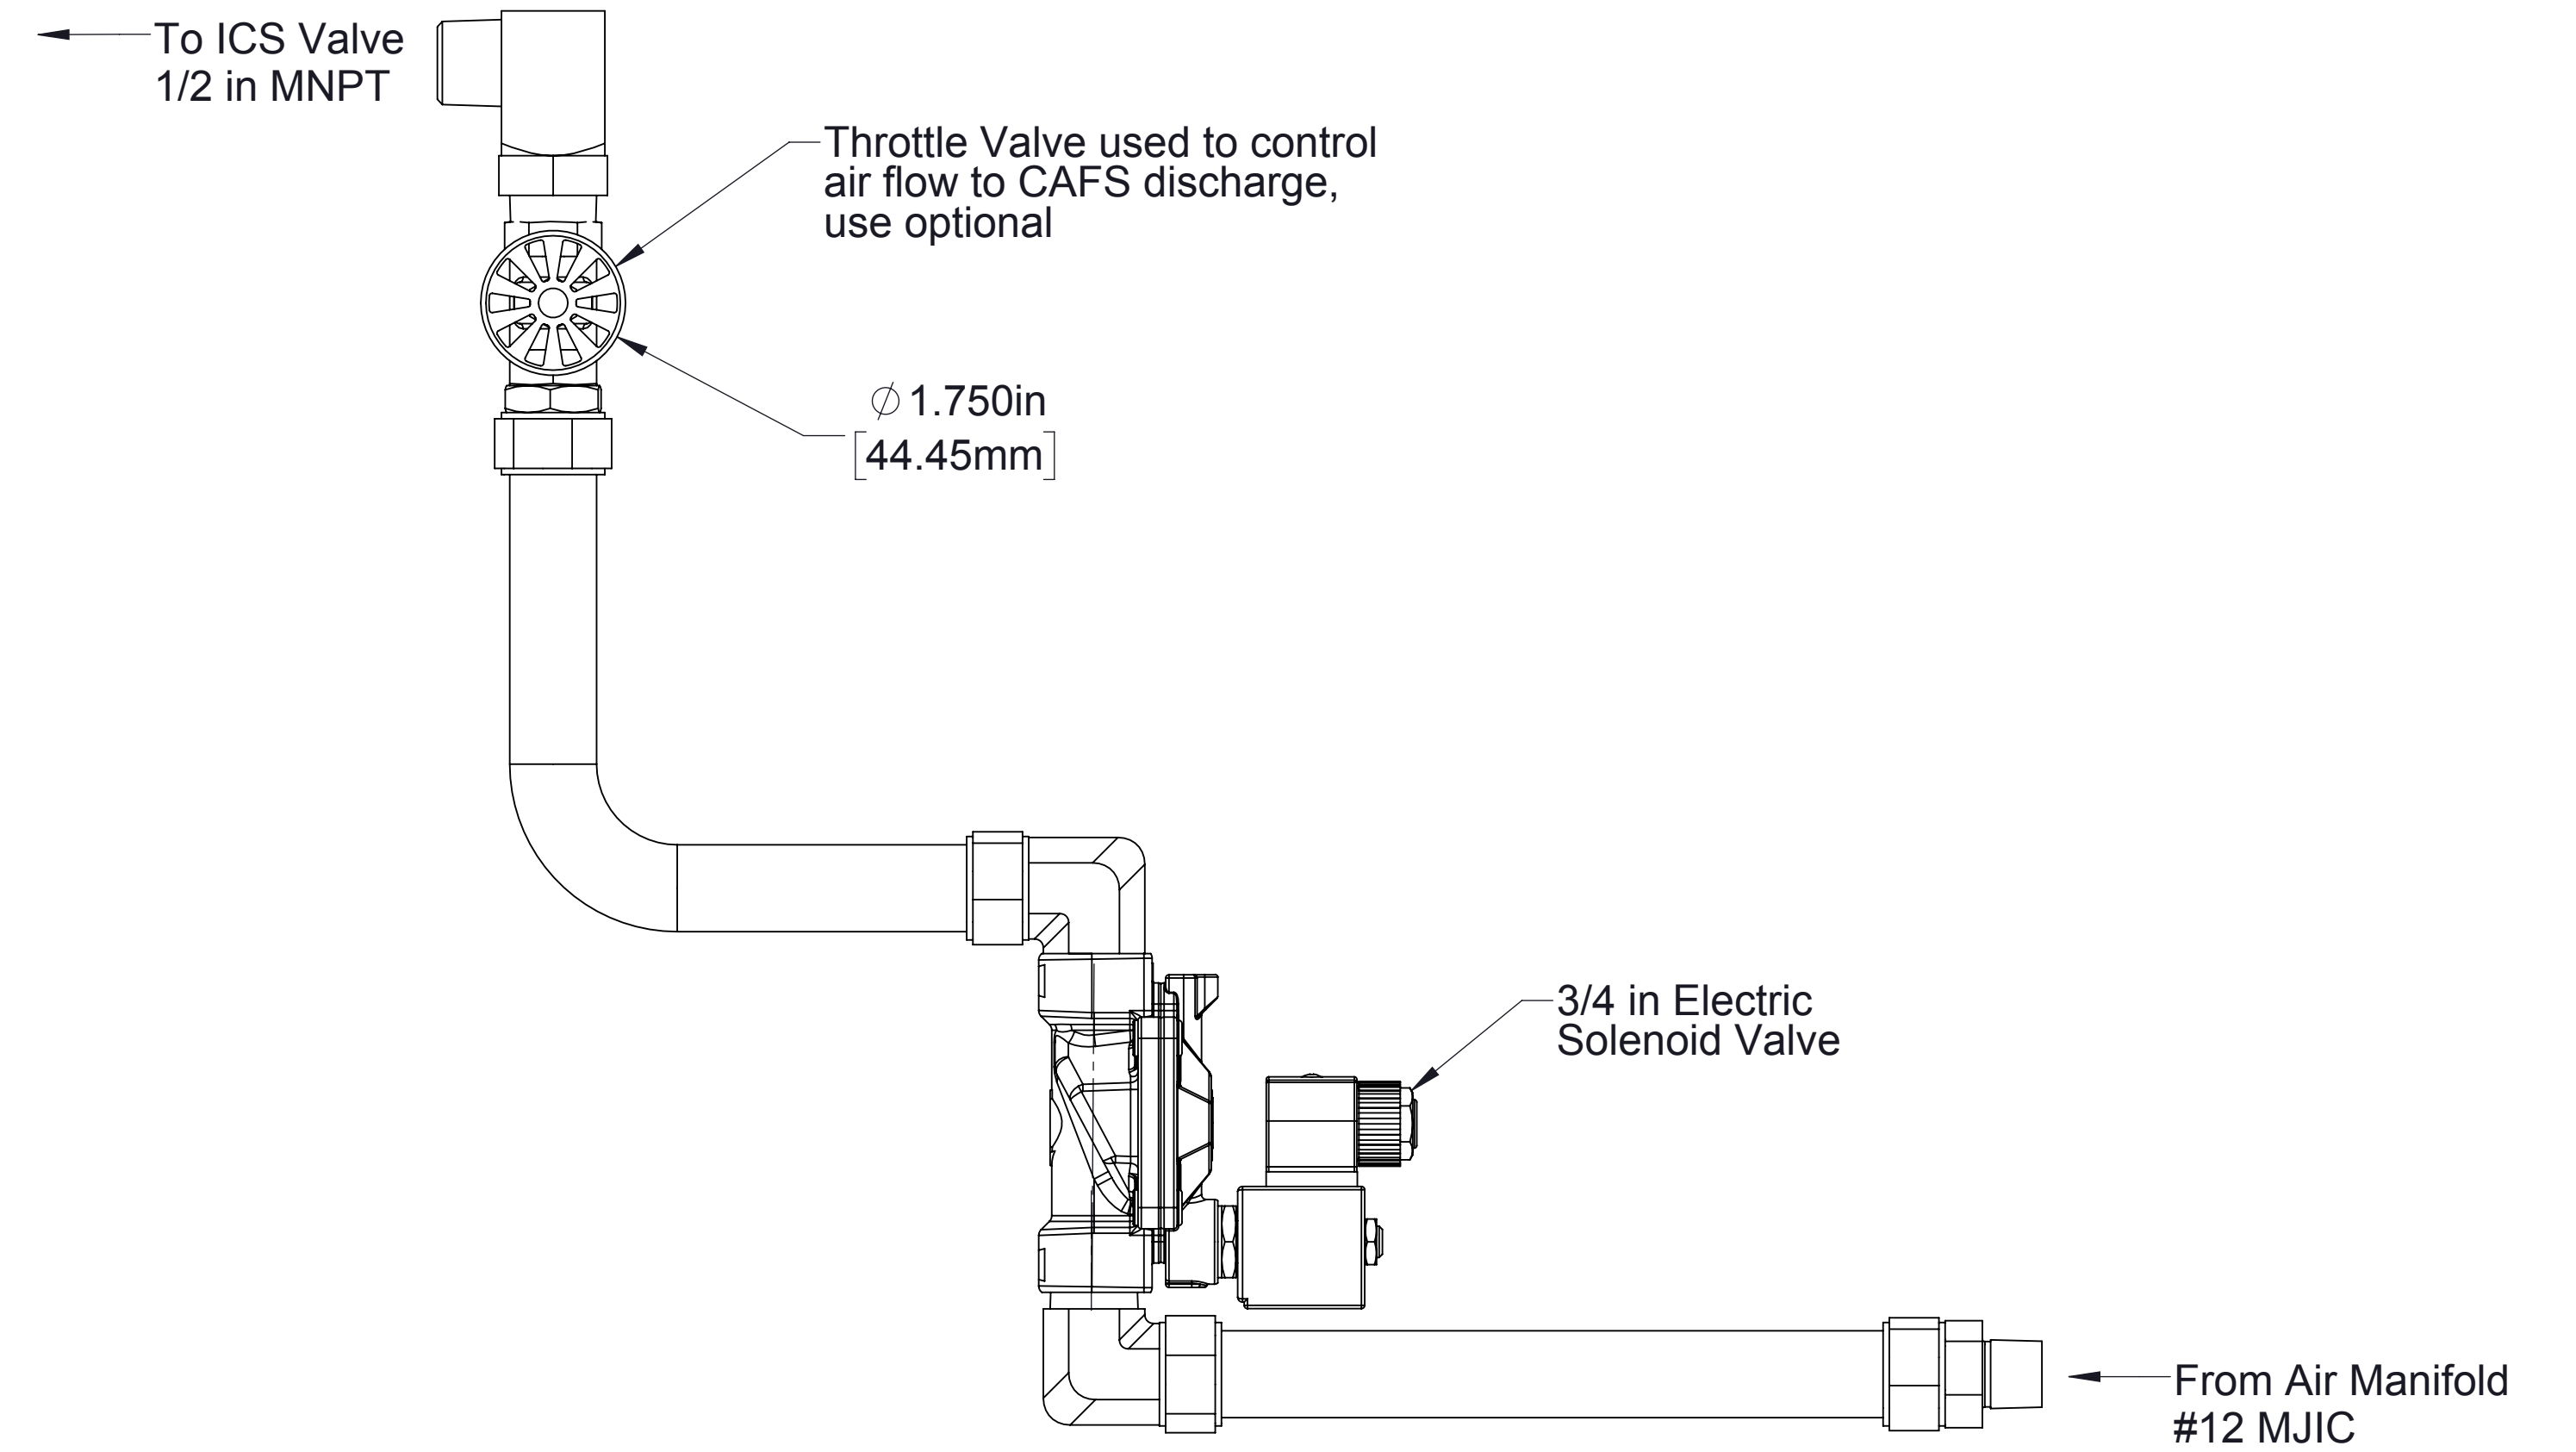 To ICS Valve
1/2 in MNPT
Throttle Valve used to control
air flow to CAFS discharge,
use optional
∅1.750in
[44.45mm]
3/4 in Electric
Solenoid Valve
From Air Manifold
#12 MJIC